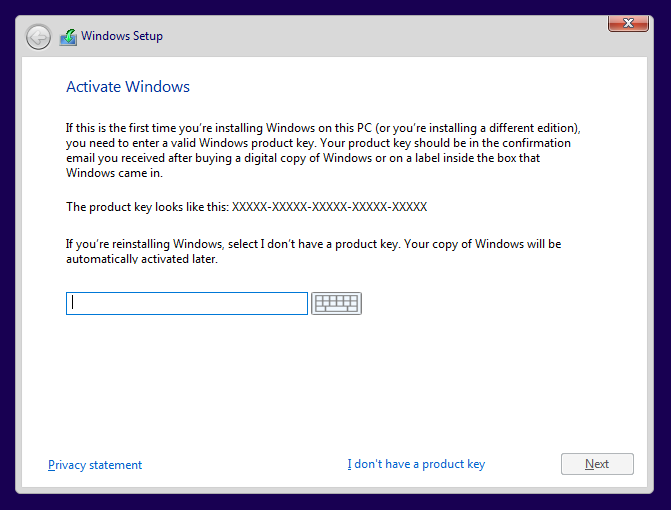 Windows Setup
Activate Windows
If this is the first time you're installing Windows on this PC (or you're installing a different edition),
you need to enter a valid Windows product key. Your product key should be in the confirmation
email you received after buying a digital copy of Windows or on a label inside the box that
Windows came in.
The product key looks like this: XXXXX-XXXXX-XXXXX-XXXXX-XXXXX
If you're reinstalling Windows, select I don't have a product key. Your copy of Windows will be
automatically activated later.
Privacy statement
I don't have a product key
Next